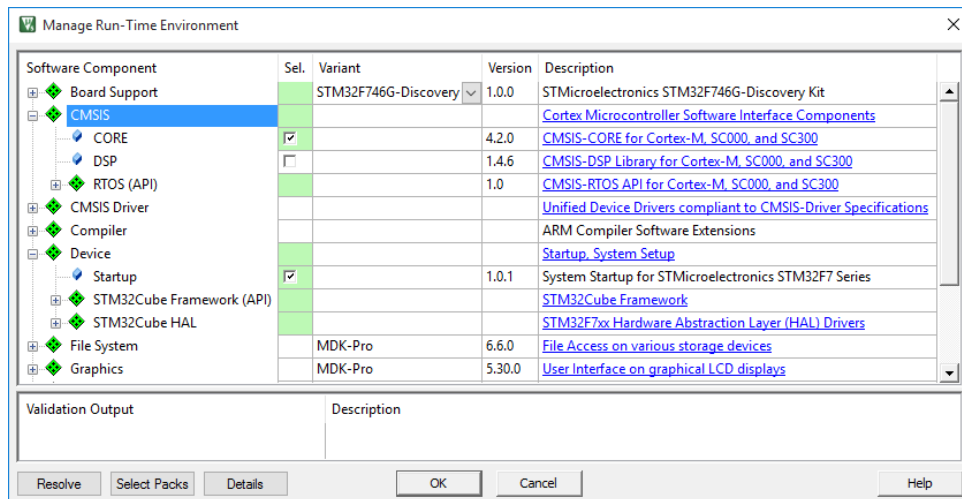 Manage Run-Time Environment
Software Component Sel. Variant Version Description
Board Support STM32F746G-Discovery 1.0.0 STMicroelectronics STM32F746G-Discovery Kit
CMSIS Cortex Microcontroller Software Interface Components
CORE 4.2.0 CMSIS-CORE for Cortex-M, SC000, and SC300
DSP 1.4.6 CMSIS-DSP Library for Cortex-M, SC000, and SC300
RTOS (API) 1.0 CMSIS-RTOS API for Cortex-M, SC000, and SC300
CMSIS Driver Unified Device Drivers compliant to CMSIS-Driver Specifications
Compiler ARM Compiler Software Extensions
Device Startup, System Setup
Startup 1.0.1 System Startup for STMicroelectronics STM32F7 Series
STM32Cube Framework (API) STM32Cube Framework
STM32Cube HAL STM32F7xx Hardware Abstraction Layer (HAL) Drivers
File System MDK-Pro 6.6.0 File Access on various storage devices
Graphics MDK-Pro 5.30.0 User Interface on graphical LCD displays
Validation Output Description
Resolve Select Packs Details OK Cancel Help